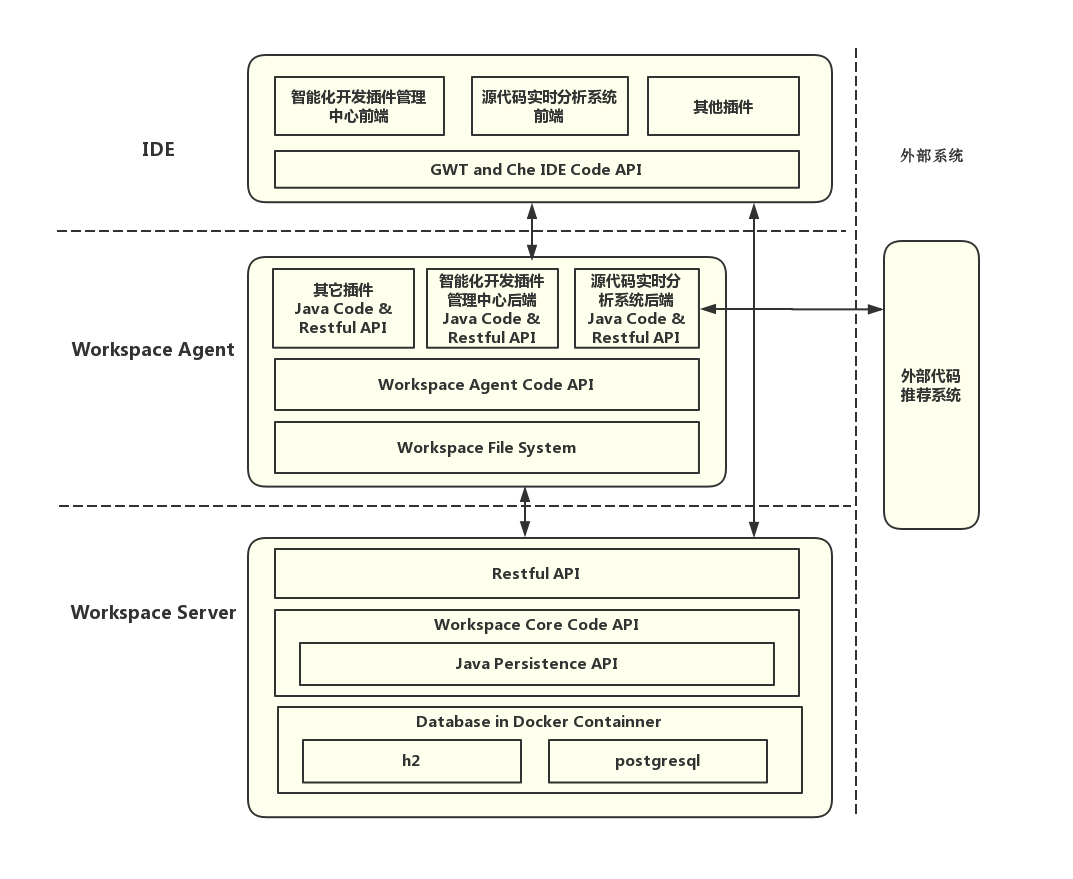 智能化开发插件管理
中心前端
源代码实时分析系统
前端
其他插件
IDE
GWT and Che IDE Code API
外部系统
其它插件
Java Code &
Restful API
智能化开发插件
管理中心后端
Java Code &
Restful API
源代码实时分
析系统后端
Java Code &
Restful API
Workspace Agent
Workspace Agent Code API
Workspace File System
外部代码
推荐系统
Restful API
Workspace Server
Workspace Core Code API
Java Persistence API
Database in Docker Containner
h2
postgresql